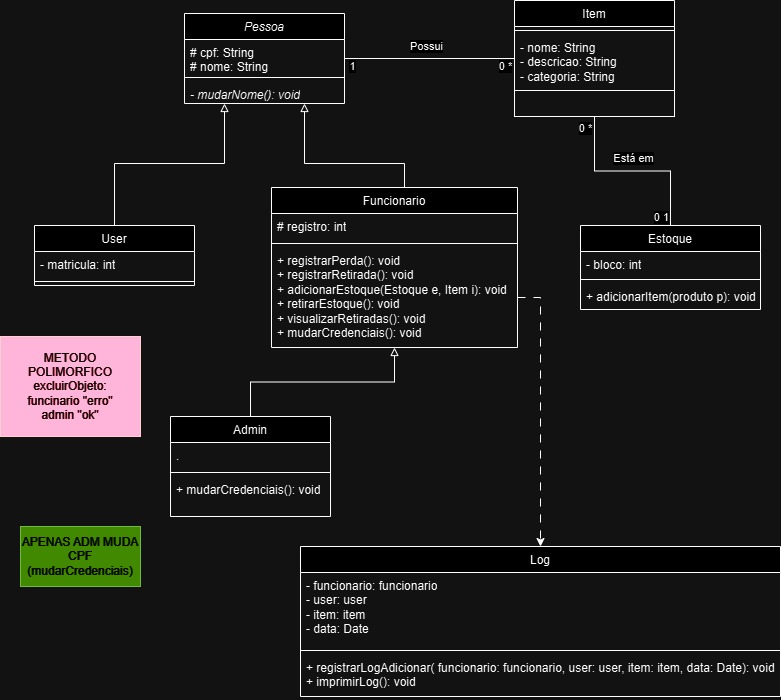 Pessoa
# cpf: String
# nome: String
- mudarNome(): void
Possui
1
0 *
Item
- nome: String
- descricao: String
- categoria: String
0 *
Está em
0 1
User
- matricula: int
Funcionario
# registro: int
+ registrarPerda(): void
+ registrarRetirada(): void
+ adicionarEstoque(Estoque e, Item i): void
+ retirarEstoque(): void
+ visualizarRetiradas(): void
+ mudarCredenciais(): void
Estoque
- bloco: int
+ adicionarItem(produto p): void
METODO
POLIMORFICO
excluirObjeto:
funcinario "erro"
admin "ok"
Admin
.
+ mudarCredenciais(): void
APENAS ADM MUDA
CPF
(mudarCredenciais)
Log
- funcionario: funcionario
- user: user
- item: item
- data: Date
+ registrarLogAdicionar( funcionario: funcionario, user: user, item: item, data: Date): void
+ imprimirLog(): void